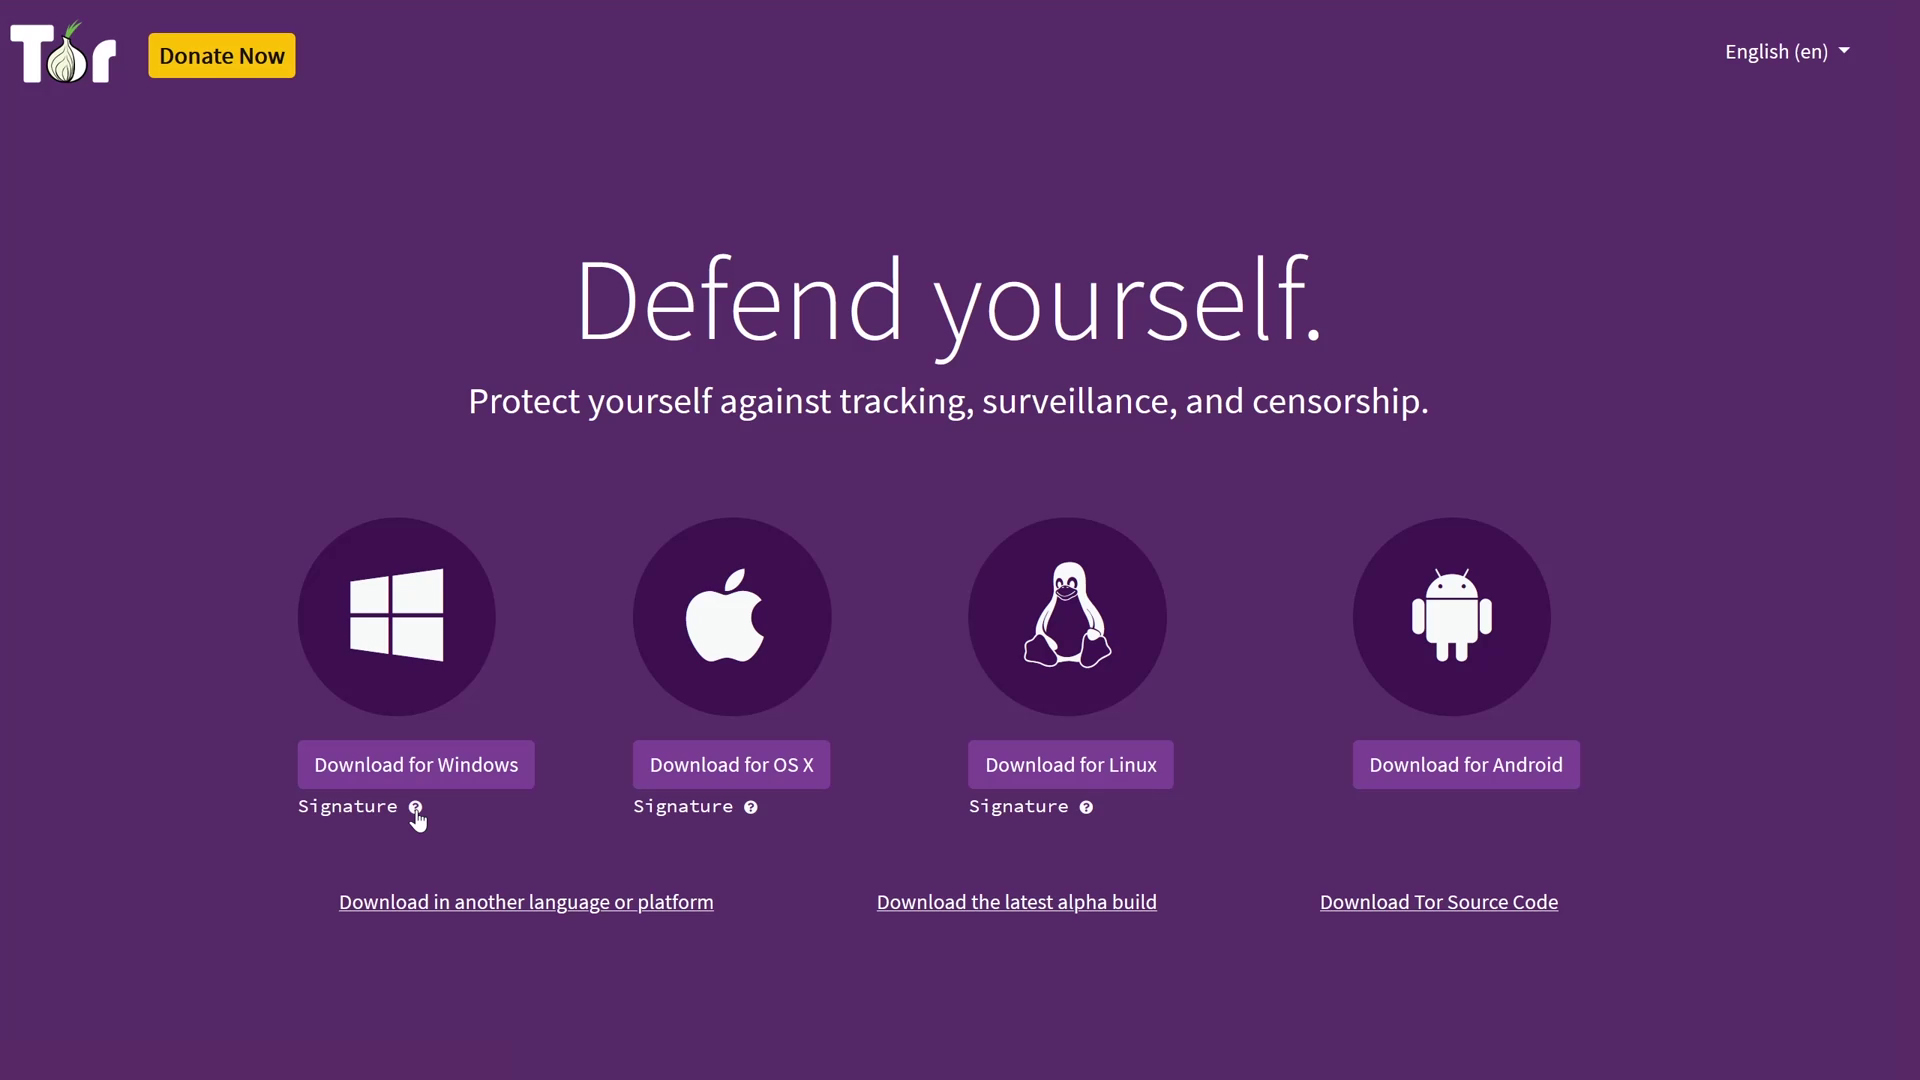 Tor
Donate Now
English (en)
Defend yourself.
Protect yourself against tracking, surveillance, and censorship.
Download for Windows
Signature ?
Download for OS X
Signature ?
Download for Linux
Signature ?
Download for Android
Download in another language or platform
Download the latest alpha build
Download Tor Source Code